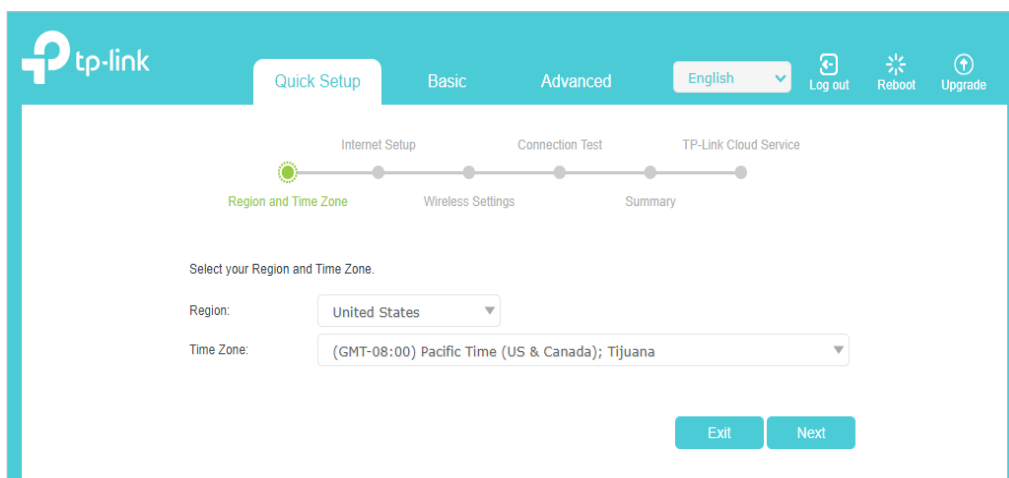 tp-link
Quick Setup Basic Advanced English Log out Reboot Upgrade
Internet Setup Connection Test TP-Link Cloud Service
Region and Time Zone Wireless Settings Summary
Select your Region and Time Zone.
Region: United States
Time Zone: (GMT-08:00) Pacific Time (US & Canada); Tijuana
Exit Next